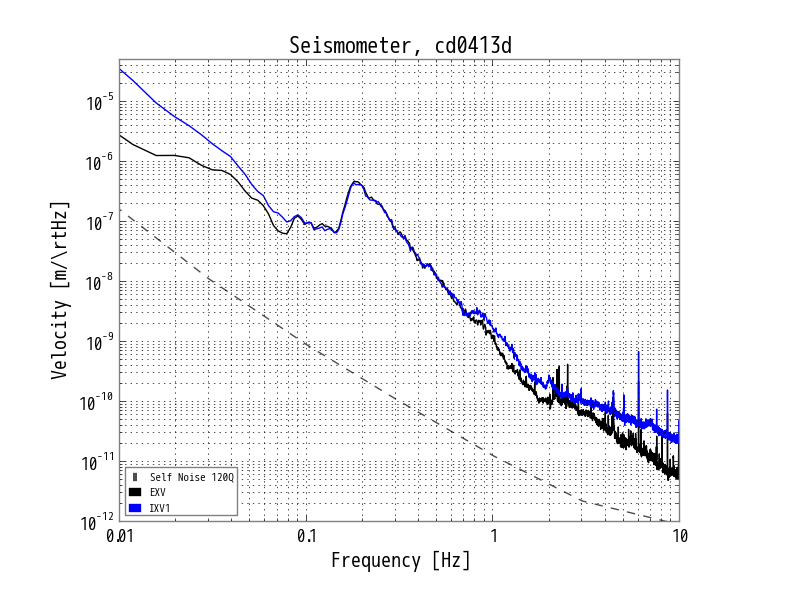 Seismometer, cd0413d
Velocity [m/\rtHz]
10^-5
10^-6
10^-7
10^-8
10^-9
10^-10
10^-11
10^-12
Self Noise 120Q
EXV
IXV1
0.01 0.1 1 10
Frequency [Hz]